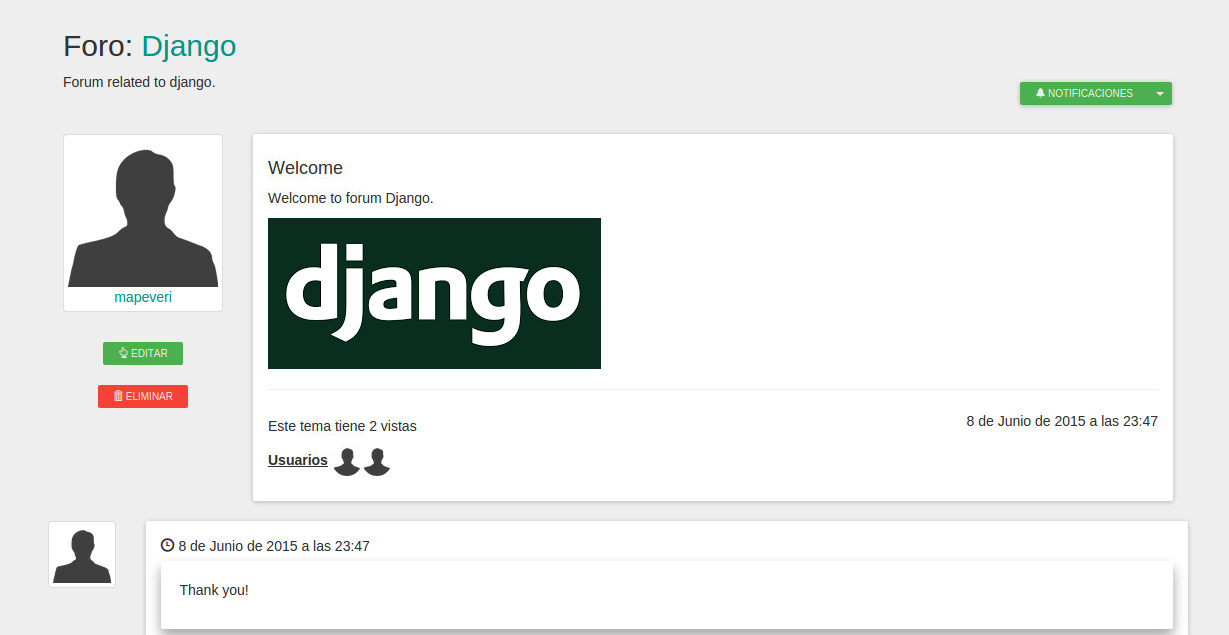 Foro: Django
Forum related to django.
NOTIFICACIONES
mapeveri
EDITAR
ELIMINAR
Welcome
Welcome to forum Django.
django
Este tema tiene 2 vistas
8 de Junio de 2015 a las 23:47
Usuarios
8 de Junio de 2015 a las 23:47
Thank you!